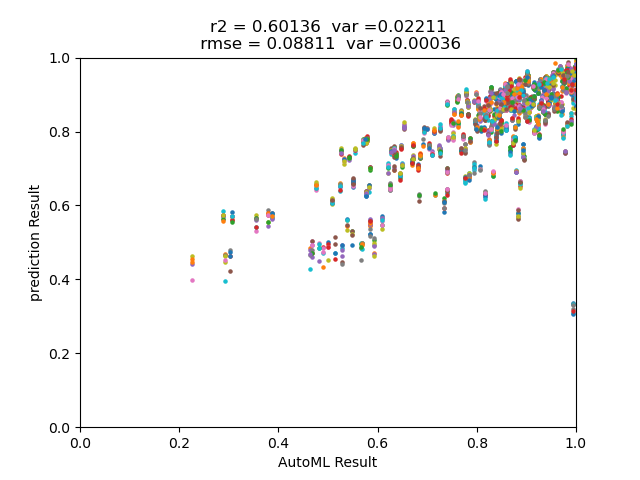 r2 = 0.60136  var =0.02211
rmse = 0.08811  var =0.00036
1.0
0.8
0.6
0.4
0.2
0.0
prediction Result
0.0 0.2 0.4 0.6 0.8 1.0
AutoML Result